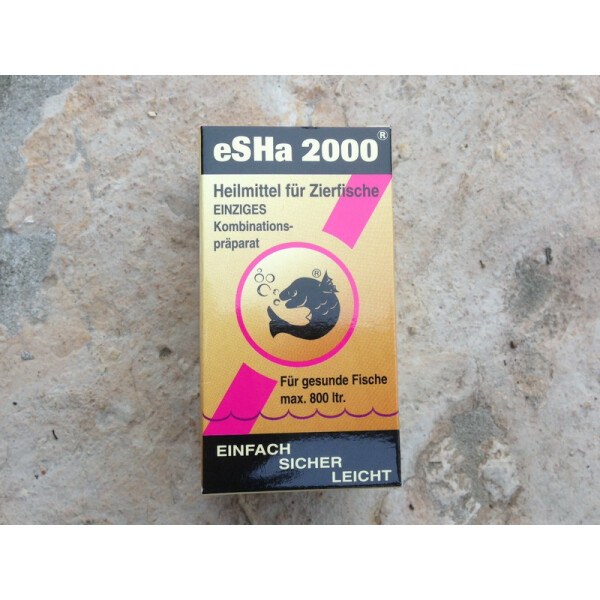 eSHa 2000®
Heilmittel für Zierfische
EINZIGES
Kombinations-
präparat
®
Für gesunde Fische
max. 800 ltr.
EINFACH
SICHER
LEICHT